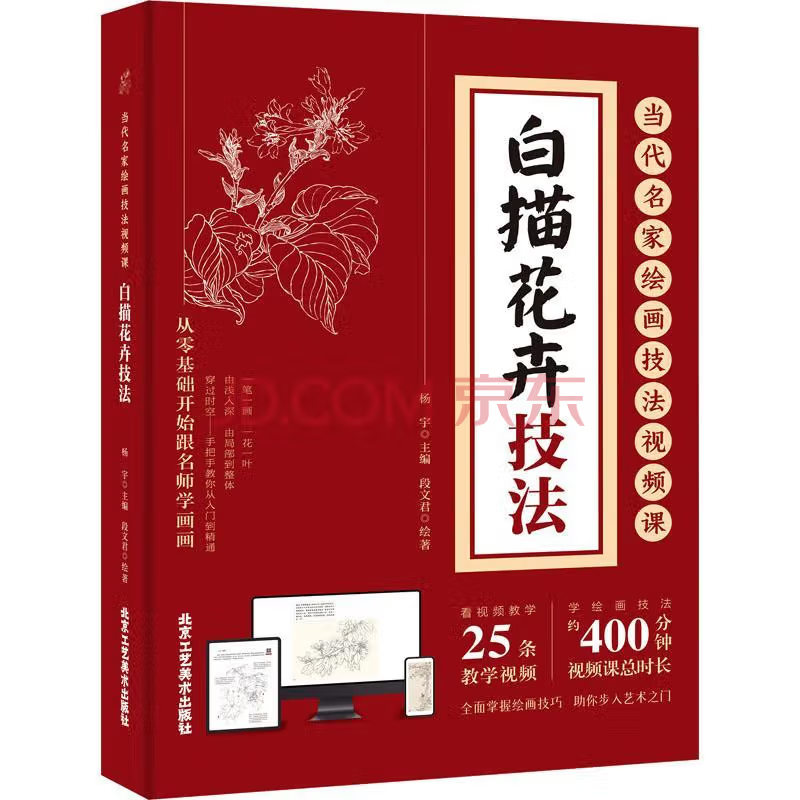 当代名家绘画技法视频课
白描花卉技法
杨 宇◎主编 段文君◎绘著
一笔一画 一花一叶
由浅入深 由局部到整体
穿过时空——手把手教你从入门到精通
从零基础开始跟名师学画画
看视频教学
25条
教学视频
学绘画技法
约400分钟
视频课总时长
全面掌握绘画技巧 助你步入艺术之门
当代名家绘画技法视频课
白描花卉技法
杨 宇◎主编 段文君◎绘著
北京工艺美术出版社
JD.COM 京东